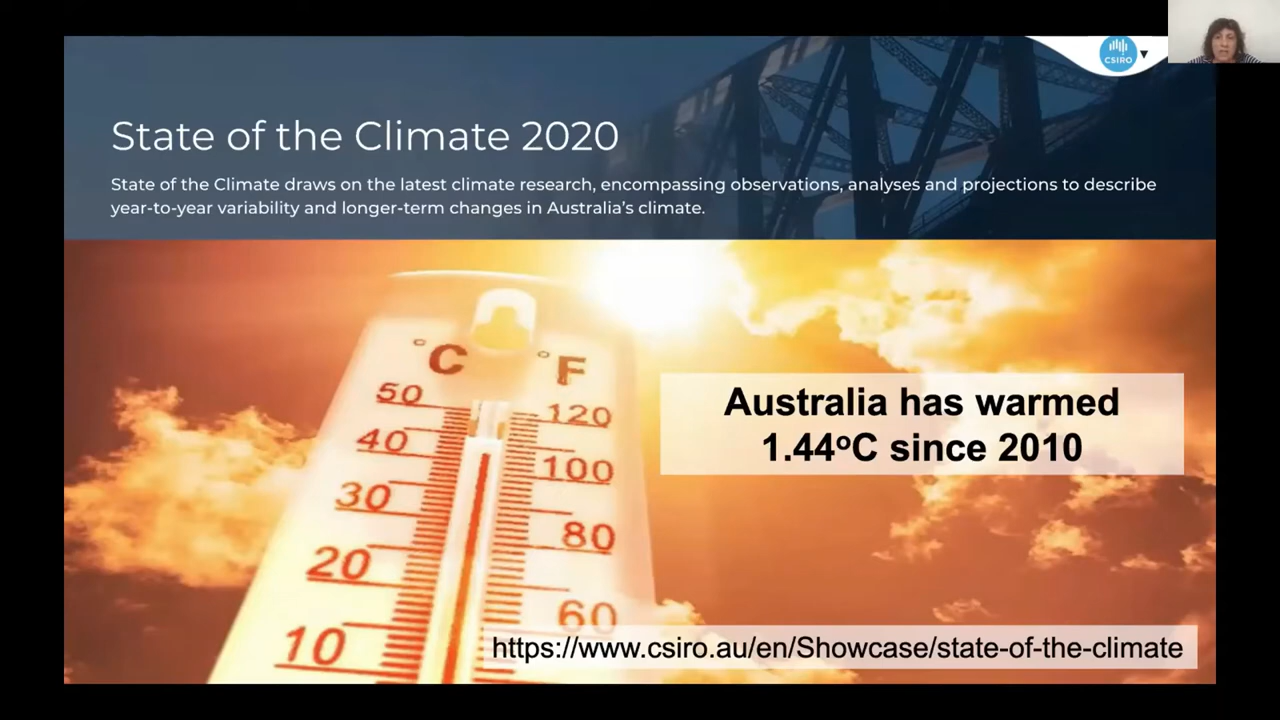 CSIRO
State of the Climate 2020
State of the Climate draws on the latest climate research, encompassing observations, analyses and projections to describe
year-to-year variability and longer-term changes in Australia’s climate.
°C °F
50 120
40 100
30 80
20 60
10
Australia has warmed
1.44ºC since 2010
https://www.csiro.au/en/Showcase/state-of-the-climate